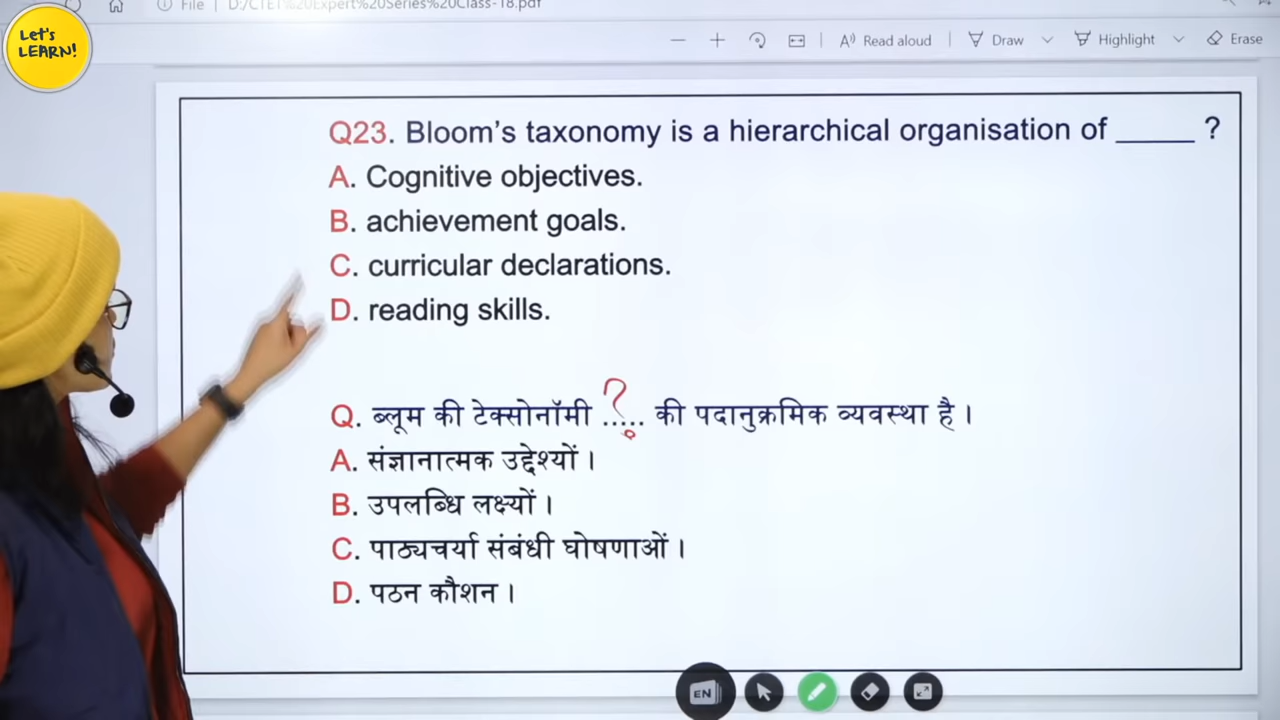 Let's
LEARN!
File | D:/CTET%20Expert%20Series%20Class-18.pdf
Read aloud
Draw
Highlight
Erase
Q23. Bloom's taxonomy is a hierarchical organisation of _____ ?
A. Cognitive objectives.
B. achievement goals.
C. curricular declarations.
D. reading skills.
?
Q. ब्लूम की टेक्सोनॉमी ..... की पदानुक्रमिक व्यवस्था है।
A. संज्ञानात्मक उद्देश्यों।
B. उपलब्धि लक्ष्यों।
C. पाठ्यचर्या संबंधी घोषणाओं।
D. पठन कौशन।
EN